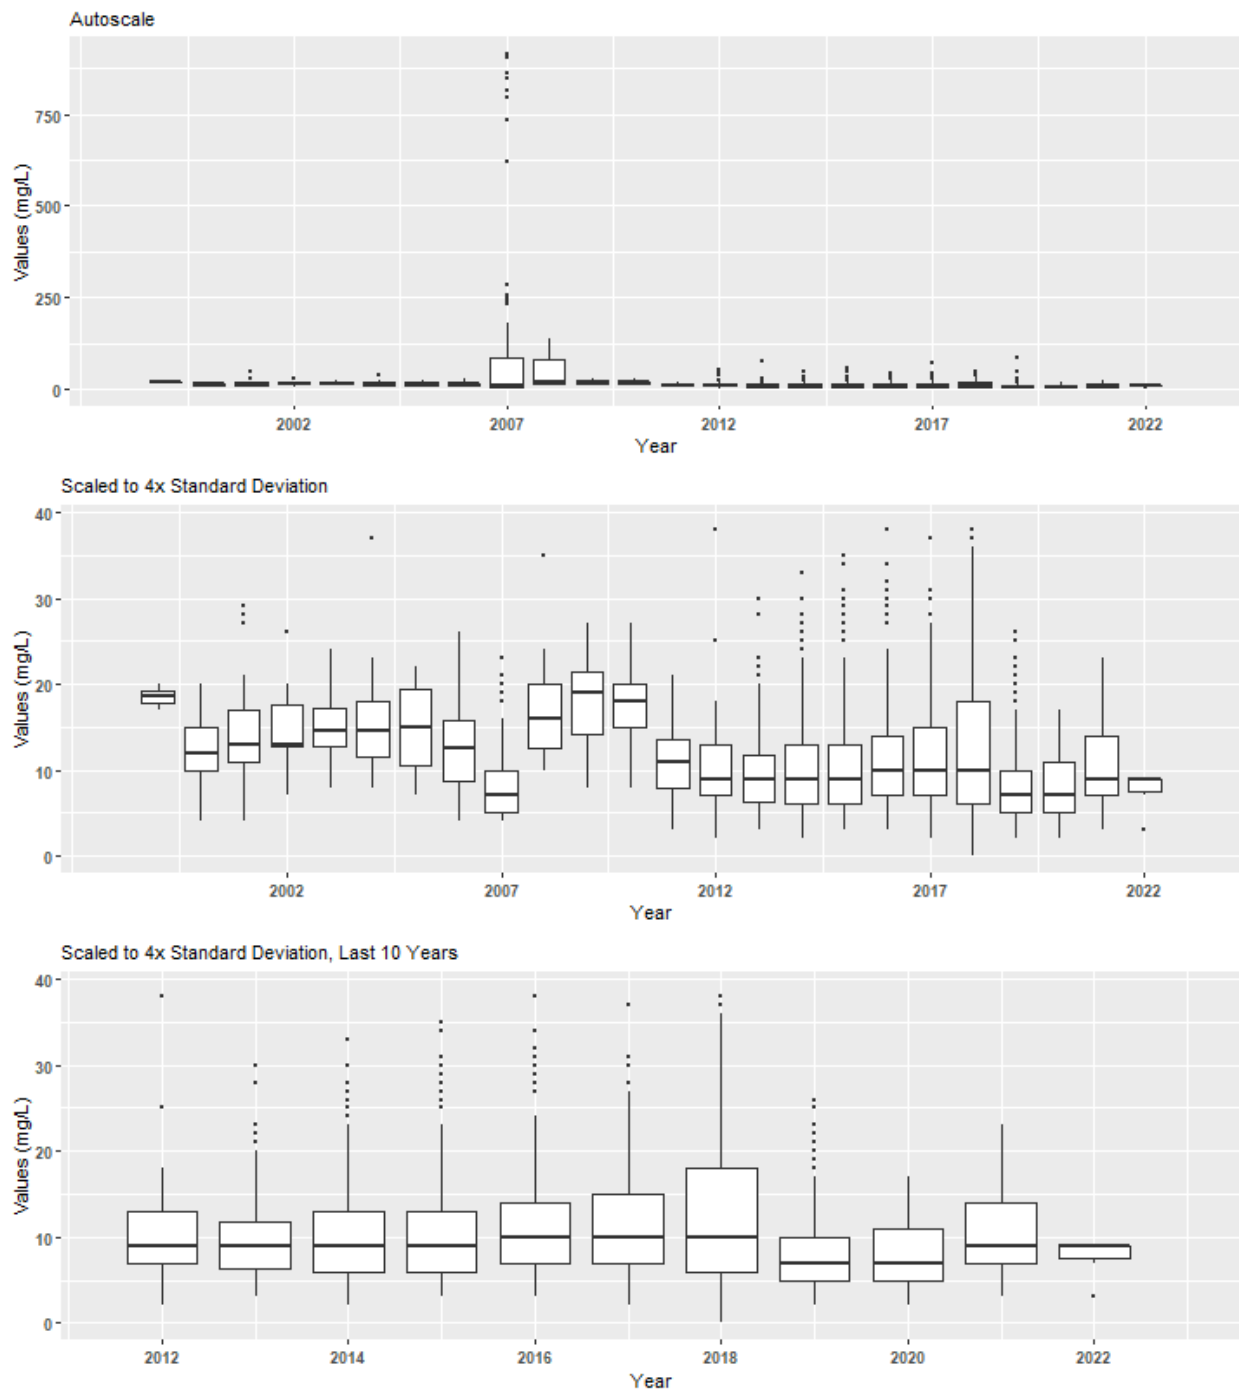 Autoscale
Values (mg/L)
750
500
250
0
2002 2007 2012 2017 2022
Year
Scaled to 4x Standard Deviation
Values (mg/L)
40
30
20
10
0
2002 2007 2012 2017 2022
Year
Scaled to 4x Standard Deviation, Last 10 Years
Values (mg/L)
40
30
20
10
0
2012 2014 2016 2018 2020 2022
Year